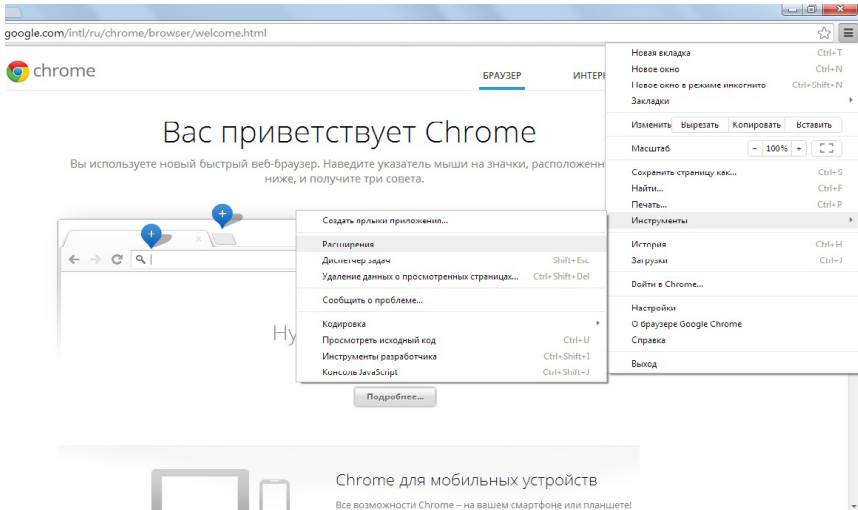 google.com/intl/ru/chrome/browser/welcome.html
chrome
БРАУЗЕР ИНТЕРН
Вас приветствует Chrome
Вы используете новый быстрый веб-браузер. Наведите указатель мыши на значки, расположенн
ниже, и получите три совета.
Ну
Подробнее...
Chrome для мобильных устройств
Все возможности Chrome – на вашем смартфоне или планшете!
Новая вкладка Ctrl+T
Новое окно Ctrl+N
Новое окно в режиме инкогнито Ctrl+Shift+N
Закладки
Изменить Вырезать Копировать Вставить
Масштаб - 100% +
Сохранить страницу как... Ctrl+S
Найти... Ctrl+F
Печать... Ctrl+P
Инструменты
История Ctrl+H
Загрузки Ctrl+J
Войти в Chrome...
Настройки
О браузере Google Chrome
Справка
Выход
Создать ярлыки приложения...
Расширения
Диспетчер задач Shift+Esc
Удаление данных о просмотренных страницах... Ctrl+Shift+Del
Сообщить о проблеме...
Кодировка
Просмотреть исходный код Ctrl+U
Инструменты разработчика Ctrl+Shift+I
Консоль JavaScript Ctrl+Shift+J